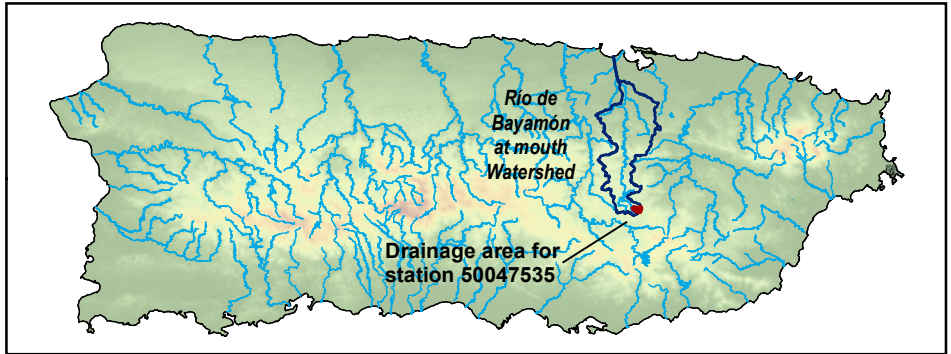 Río de
Bayamón
at mouth
Watershed
Drainage area for
station 50047535